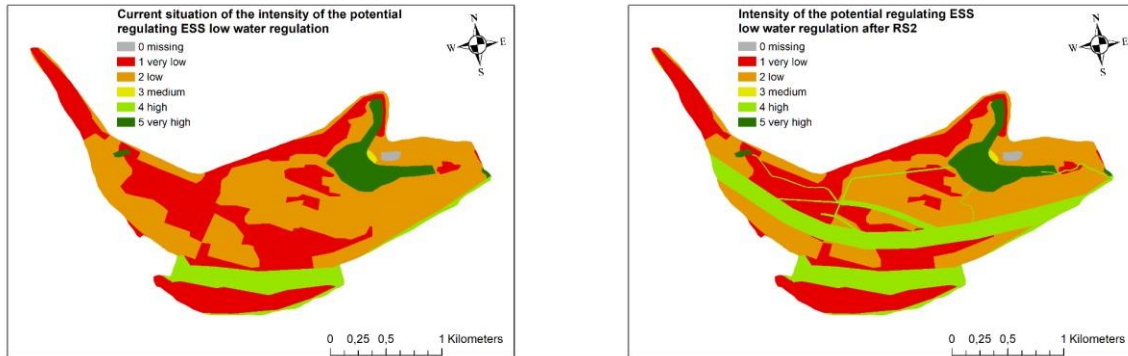 Current situation of the intensity of the potential
regulating ESS low water regulation
0 missing
1 very low
2 low
3 medium
4 high
5 very high
N
W
E
S
0 0,25 0,5 1 Kilometers
Intensity of the potential regulating ESS
low water regulation after RS2
0 missing
1 very low
2 low
3 medium
4 high
5 very high
N
W
E
S
0 0,25 0,5 1 Kilometers